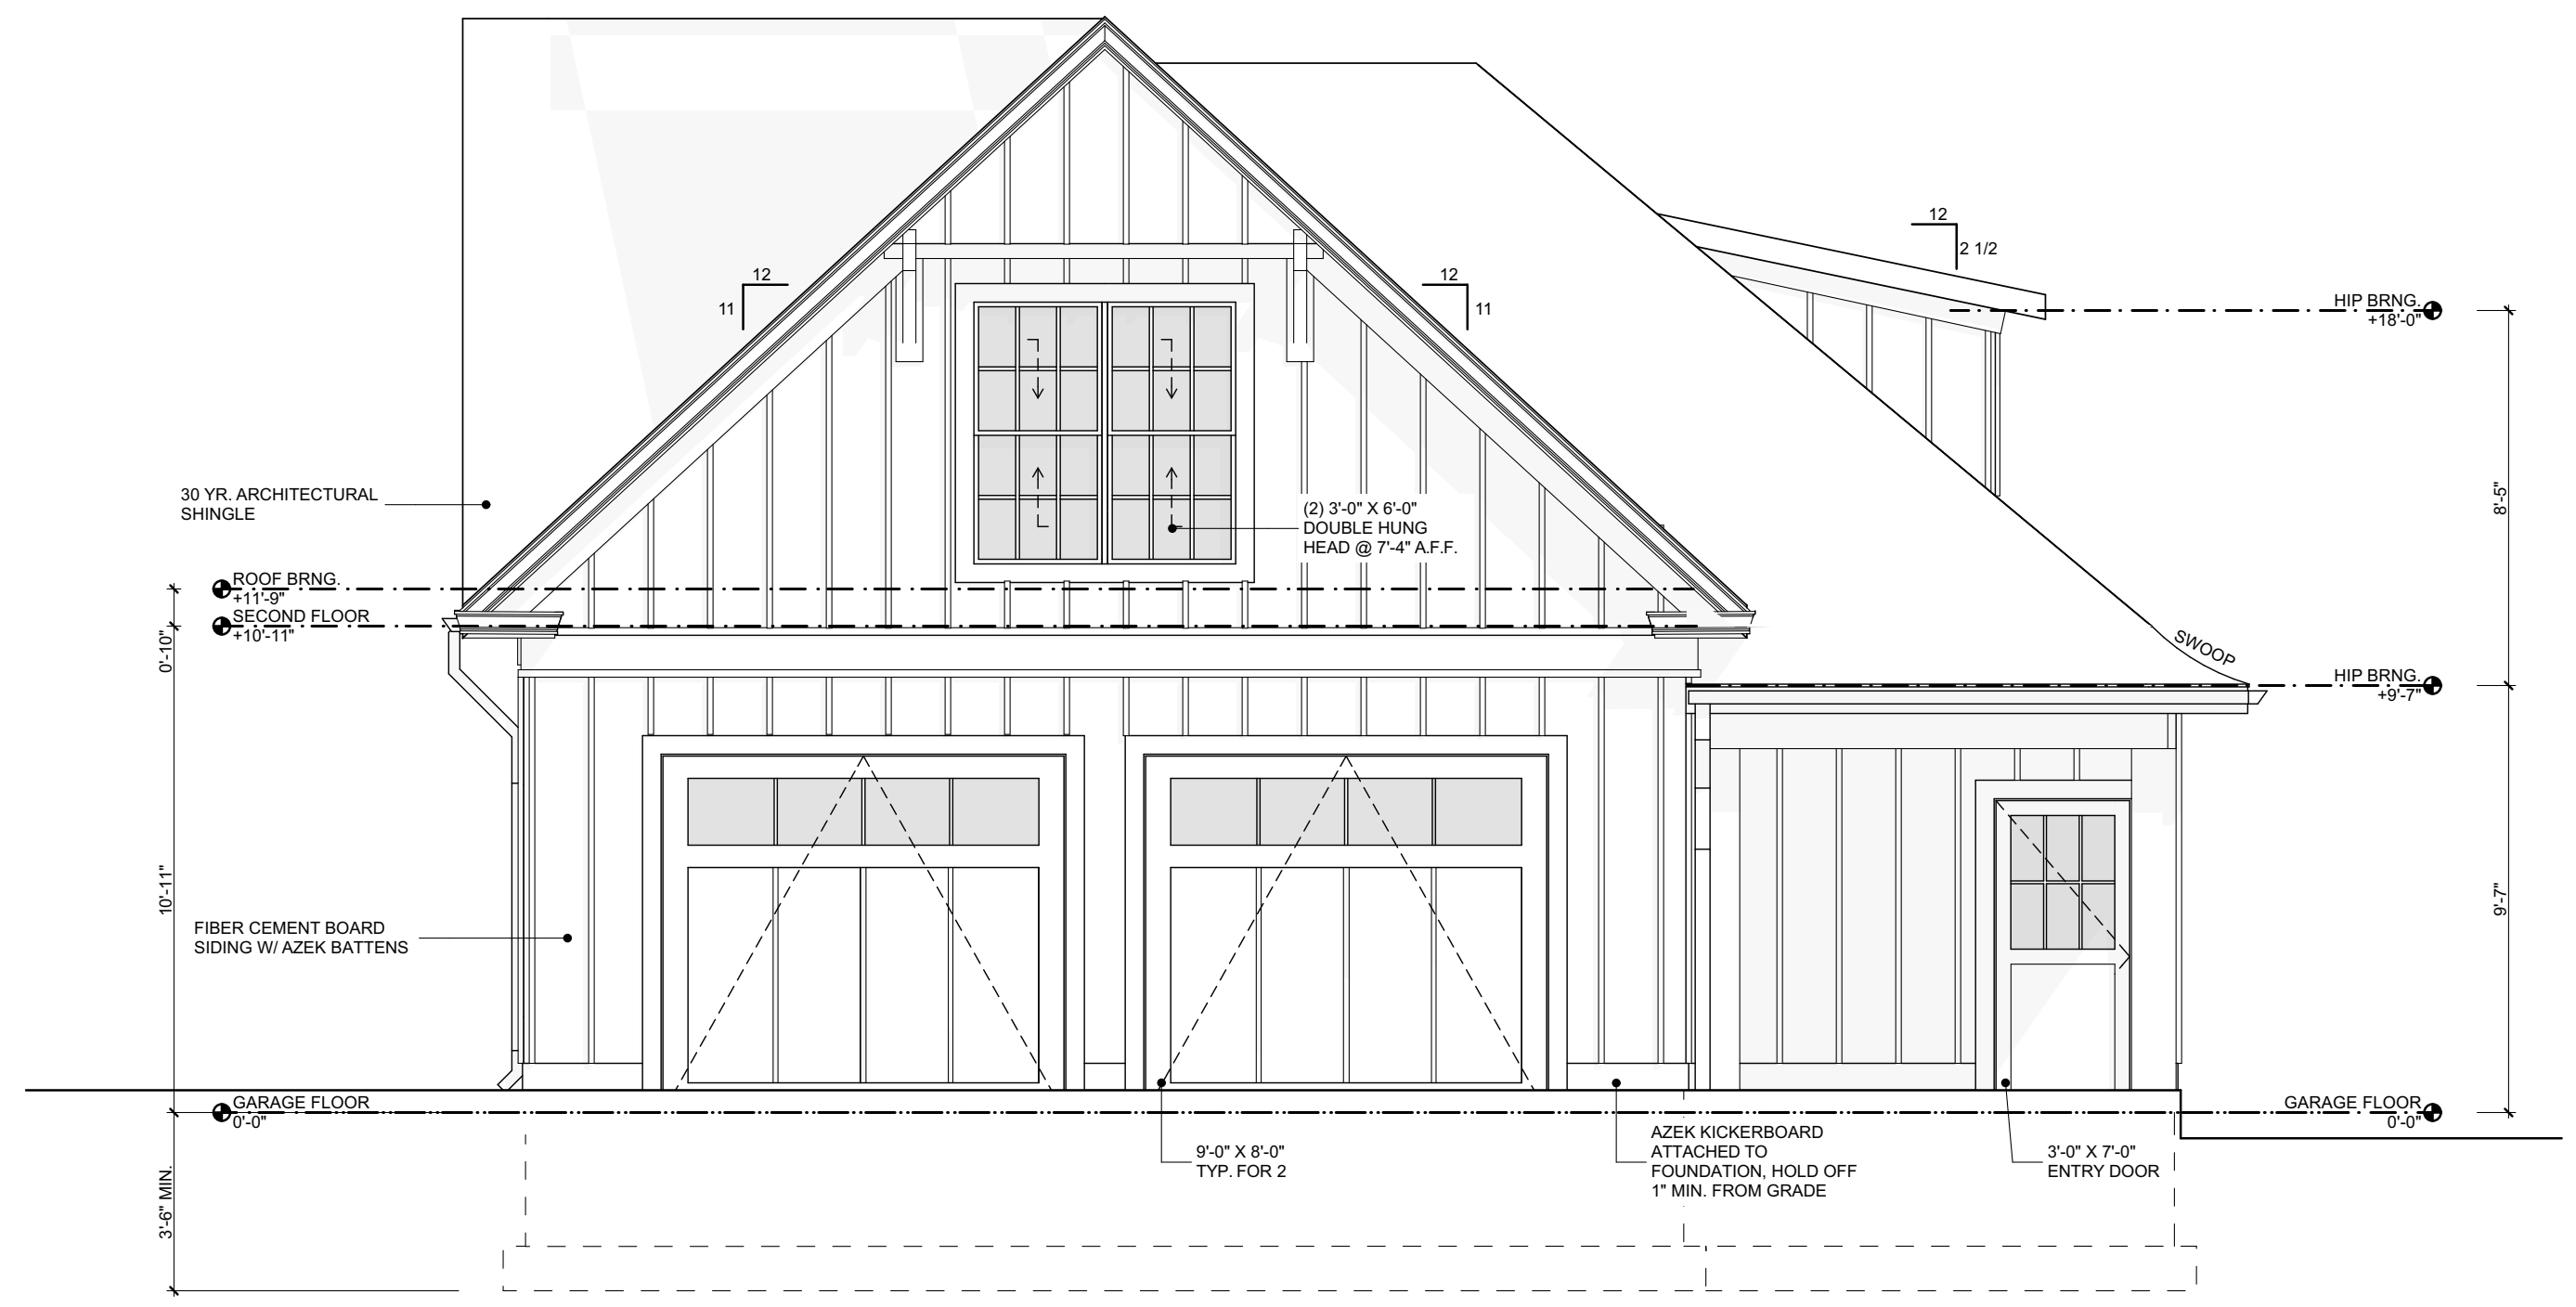 12
2 1/2
12
11
12
11
HIP BRNG.
+18'-0"
8'-5"
30 YR. ARCHITECTURAL
SHINGLE
(2) 3'-0" X 6'-0"
DOUBLE HUNG
HEAD @ 7'-4" A.F.F.
ROOF BRNG.
+11'-9"
SECOND FLOOR
+10'-11"
0'-10"
SWOOP
HIP BRNG.
+9'-7"
10'-11"
9'-7"
FIBER CEMENT BOARD
SIDING W/ AZEK BATTENS
GARAGE FLOOR
0'-0"
GARAGE FLOOR
0'-0"
3'-6" MIN.
9'-0" X 8'-0"
TYP. FOR 2
AZEK KICKERBOARD
ATTACHED TO
FOUNDATION, HOLD OFF
1" MIN. FROM GRADE
3'-0" X 7'-0"
ENTRY DOOR